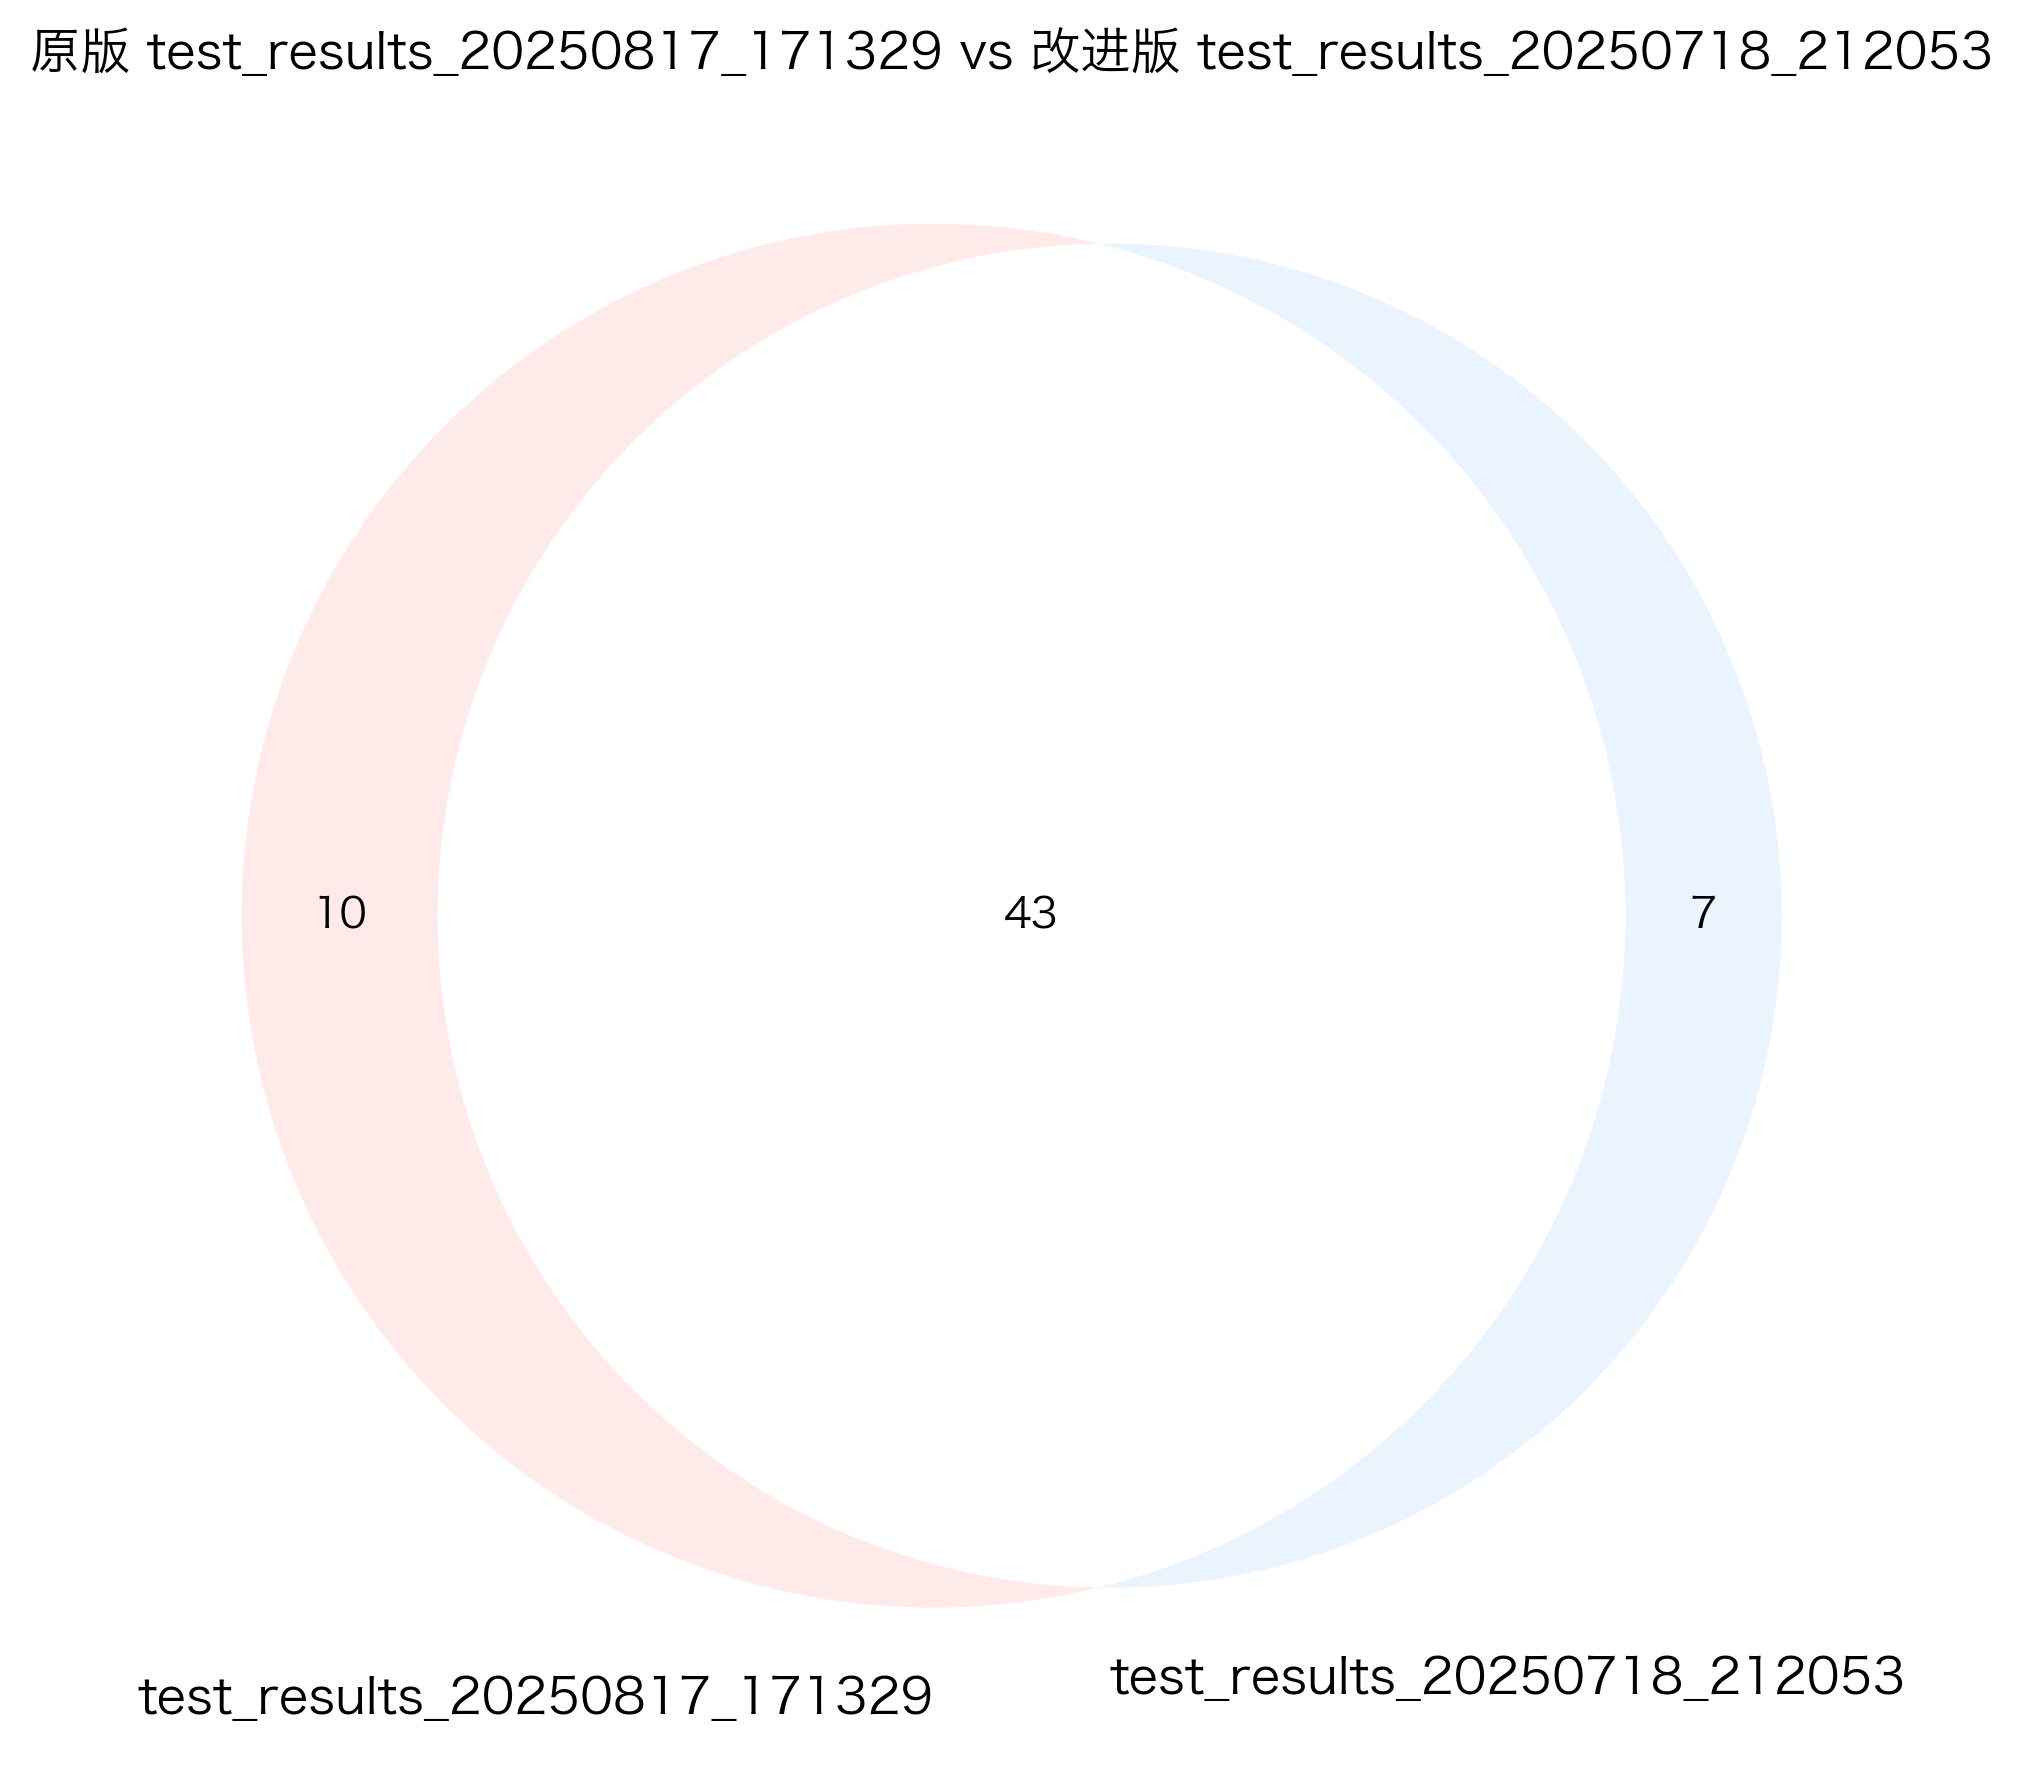 原版 test_results_20250817_171329 vs 改进版 test_results_20250718_212053
10
43
7
test_results_20250817_171329
test_results_20250718_212053